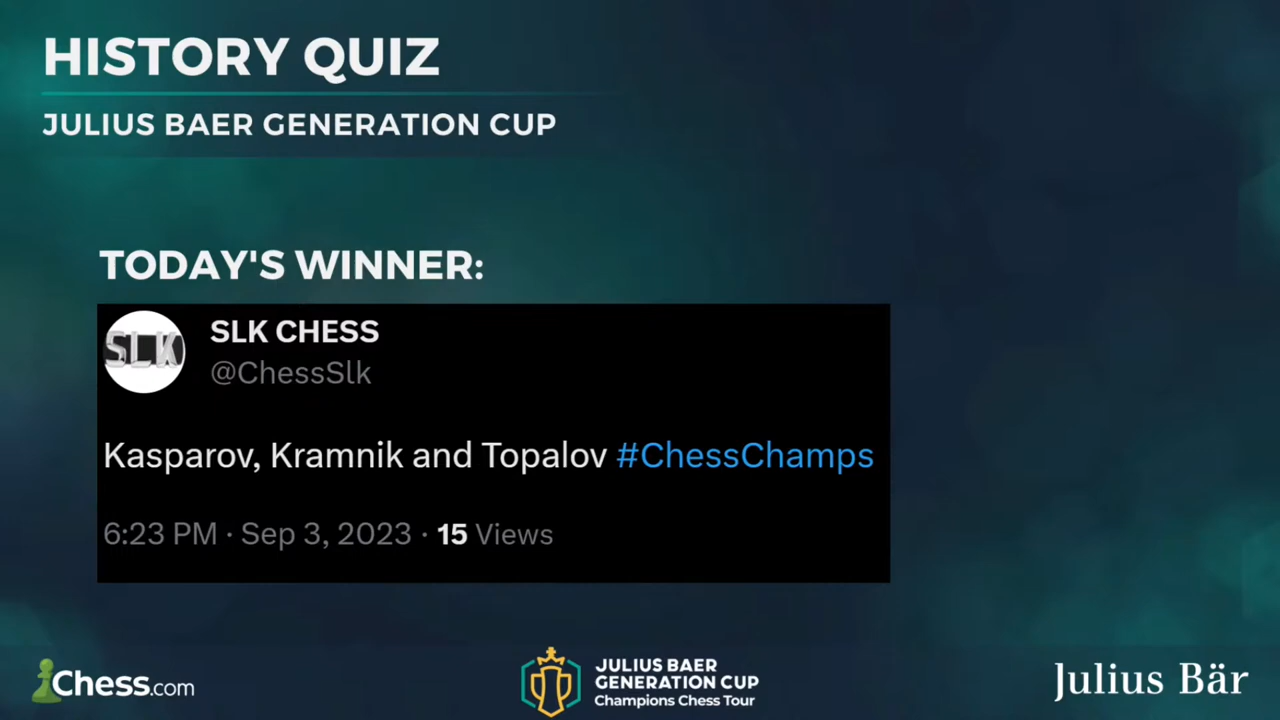 HISTORY QUIZ
JULIUS BAER GENERATION CUP
TODAY'S WINNER:
SLK
SLK CHESS
@ChessSlk
Kasparov, Kramnik and Topalov #ChessChamps
6:23 PM · Sep 3, 2023 · 15 Views
Chess.com
JULIUS BAER
GENERATION CUP
Champions Chess Tour
Julius Bär